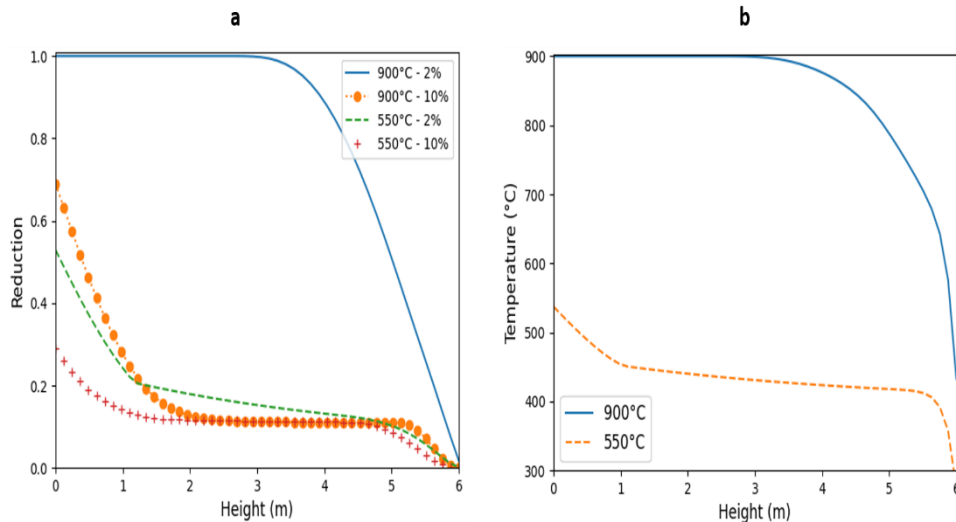 a
b
1.0
0.8
0.6
0.4
0.2
0.0
Reduction
0 1 2 3 4 5 6
Height (m)
900°C - 2%
900°C - 10%
550°C - 2%
550°C - 10%
900
800
700
600
500
400
300
Temperature (°C)
0 1 2 3 4 5 6
Height (m)
900°C
550°C